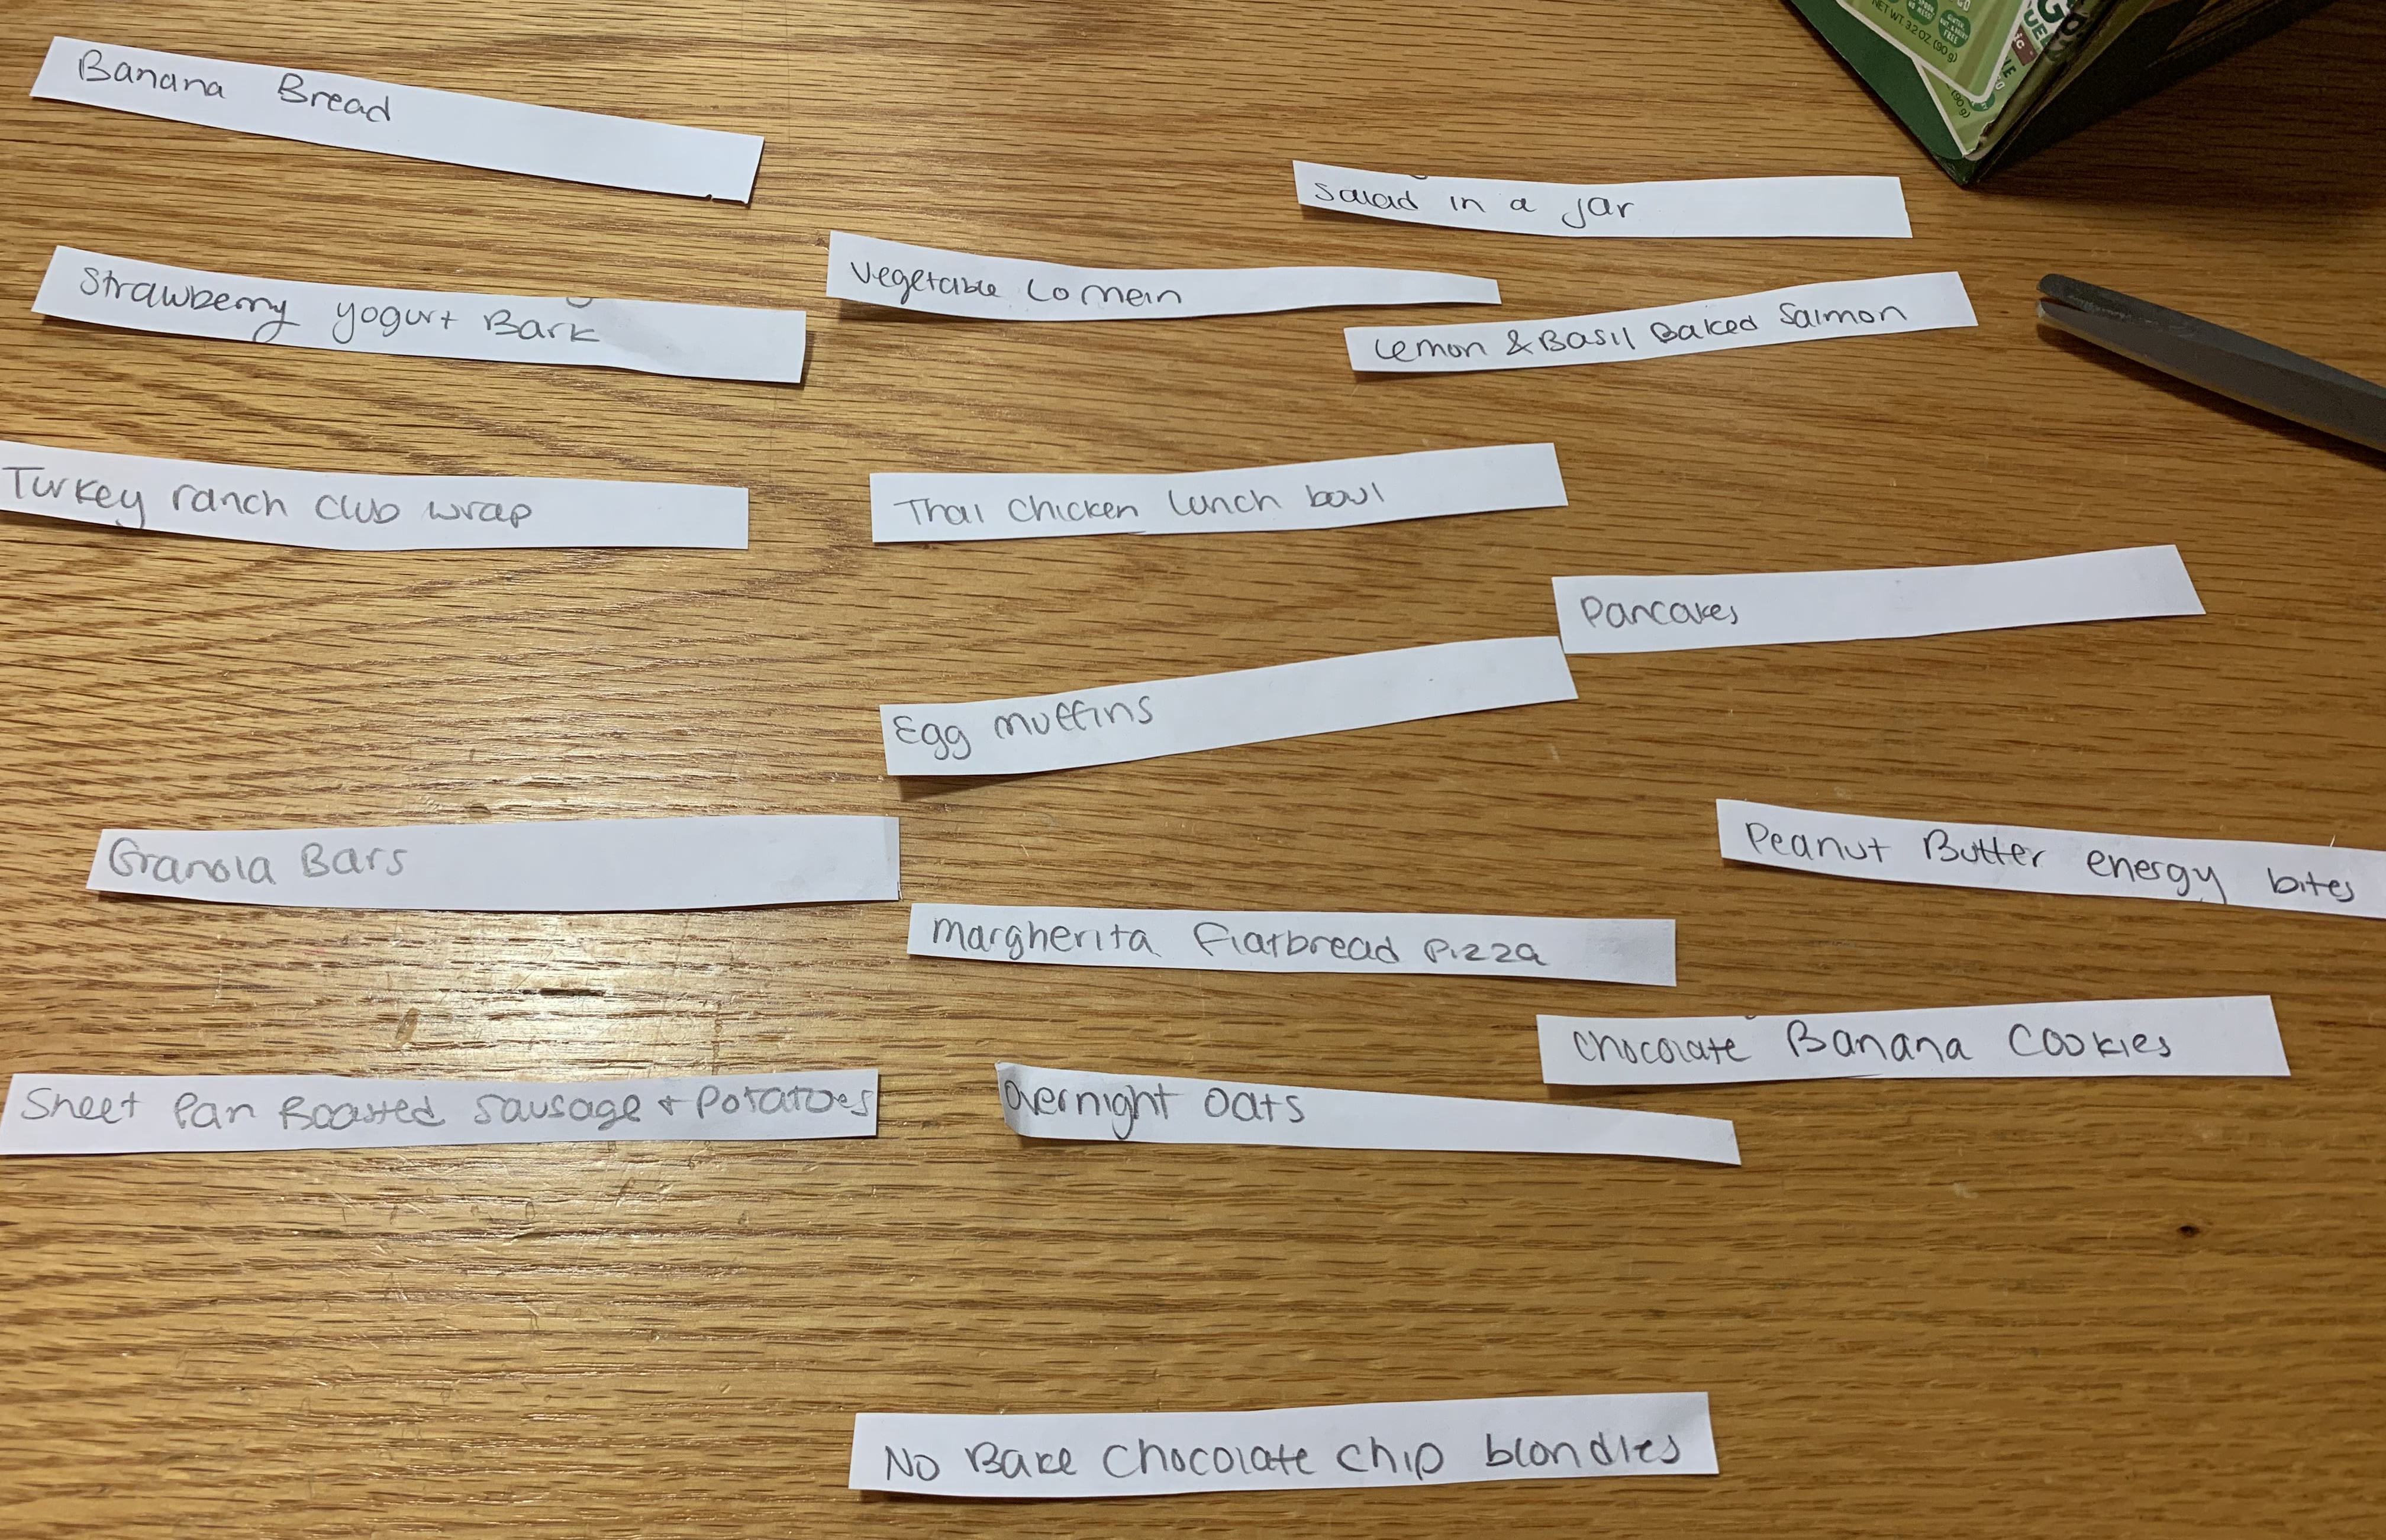 Banana Bread
Salad in a jar
Strawberry yogurt Bark
Vegetable Lo mein
Lemon & Basil Baked Salmon
Turkey ranch club wrap
Thai chicken lunch bowl
Pancakes
Egg muffins
Granola Bars
Peanut Butter energy bites
margherita flatbread pizza
chocolate Banana Cookies
Sheet Pan Roasted sausage + Potatoes
Overnight oats
No Bake Chocolate chip blondies
NET WT. 3.2 OZ. (90 g)
FREE
(90 g)